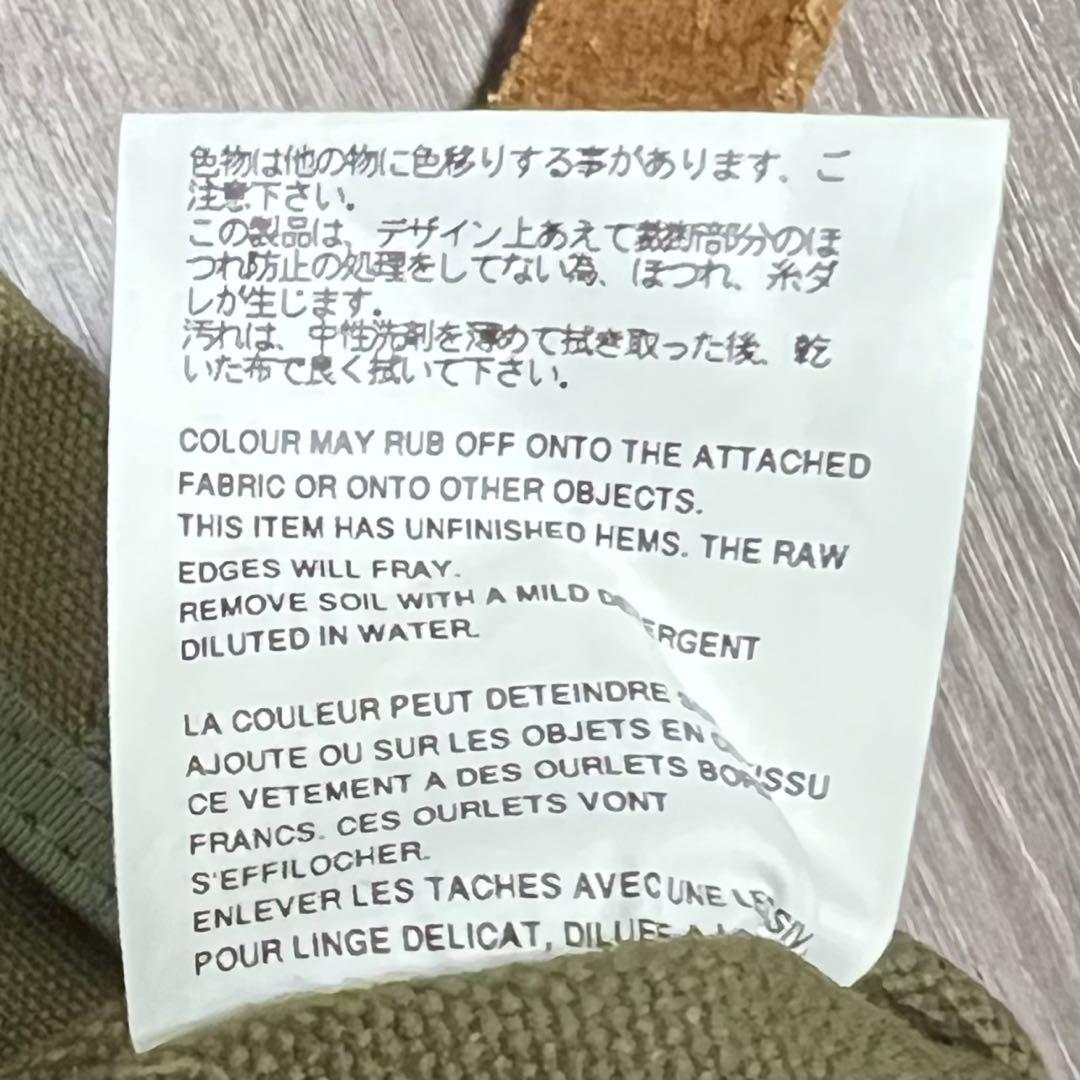 色物は他の物に色移りする事があります、ご
注意下さい。
この製品は、デザイン上あえて裁断部分のほ
つれ防止の処理をしてない為、ほつれ、糸ダ
レが生じます。
汚れは、中性洗剤を薄めて拭き取った後、乾
いた布で良く拭いて下さい。
COLOUR MAY RUB OFF ONTO THE ATTACHED
FABRIC OR ONTO OTHER OBJECTS.
THIS ITEM HAS UNFINISHED HEMS. THE RAW
EDGES WILL FRAY.
REMOVE SOIL WITH A MILD DETERGENT
DILUTED IN WATER.
LA COULEUR PEUT DETEINDRE
AJOUTE OU SUR LES OBJETS EN
CE VETEMENT A DES OURLETS
FRANCS. CES OURLETS VONT
S'EFFILOCHER.
ENLEVER LES TACHES AVEC UNE
POUR LINGE DELICAT,